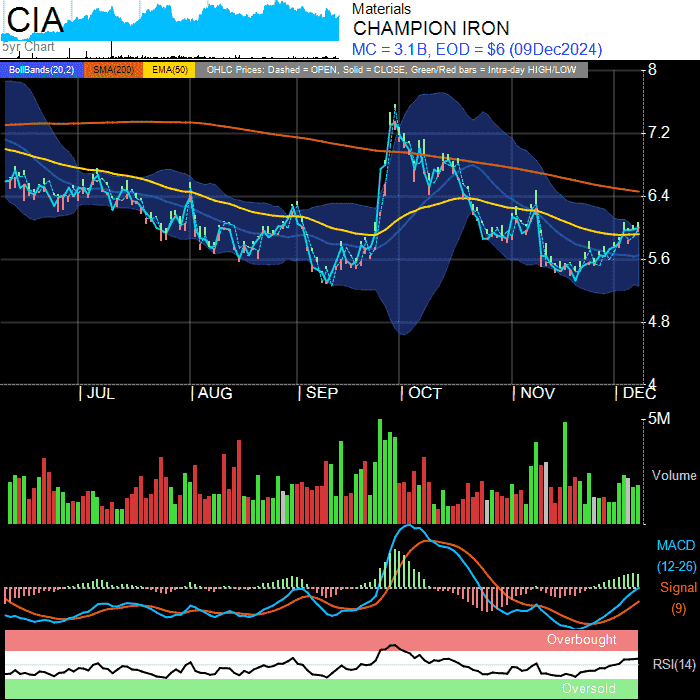 CIA
5yr Chart
Materials
CHAMPION IRON
MC = 3.1B, EOD = $6 (09Dec2024)
BollBands(20,2) SMA(200) EMA(50) OHLC Prices: Dashed = OPEN, Solid = CLOSE, Green/Red bars = Intra-day HIGH/LOW
8
7.2
6.4
5.6
4.8
4
JUL AUG SEP OCT NOV DEC
5M
Volume
MACD
(12-26)
Signal
(9)
Overbought
RSI(14)
Oversold